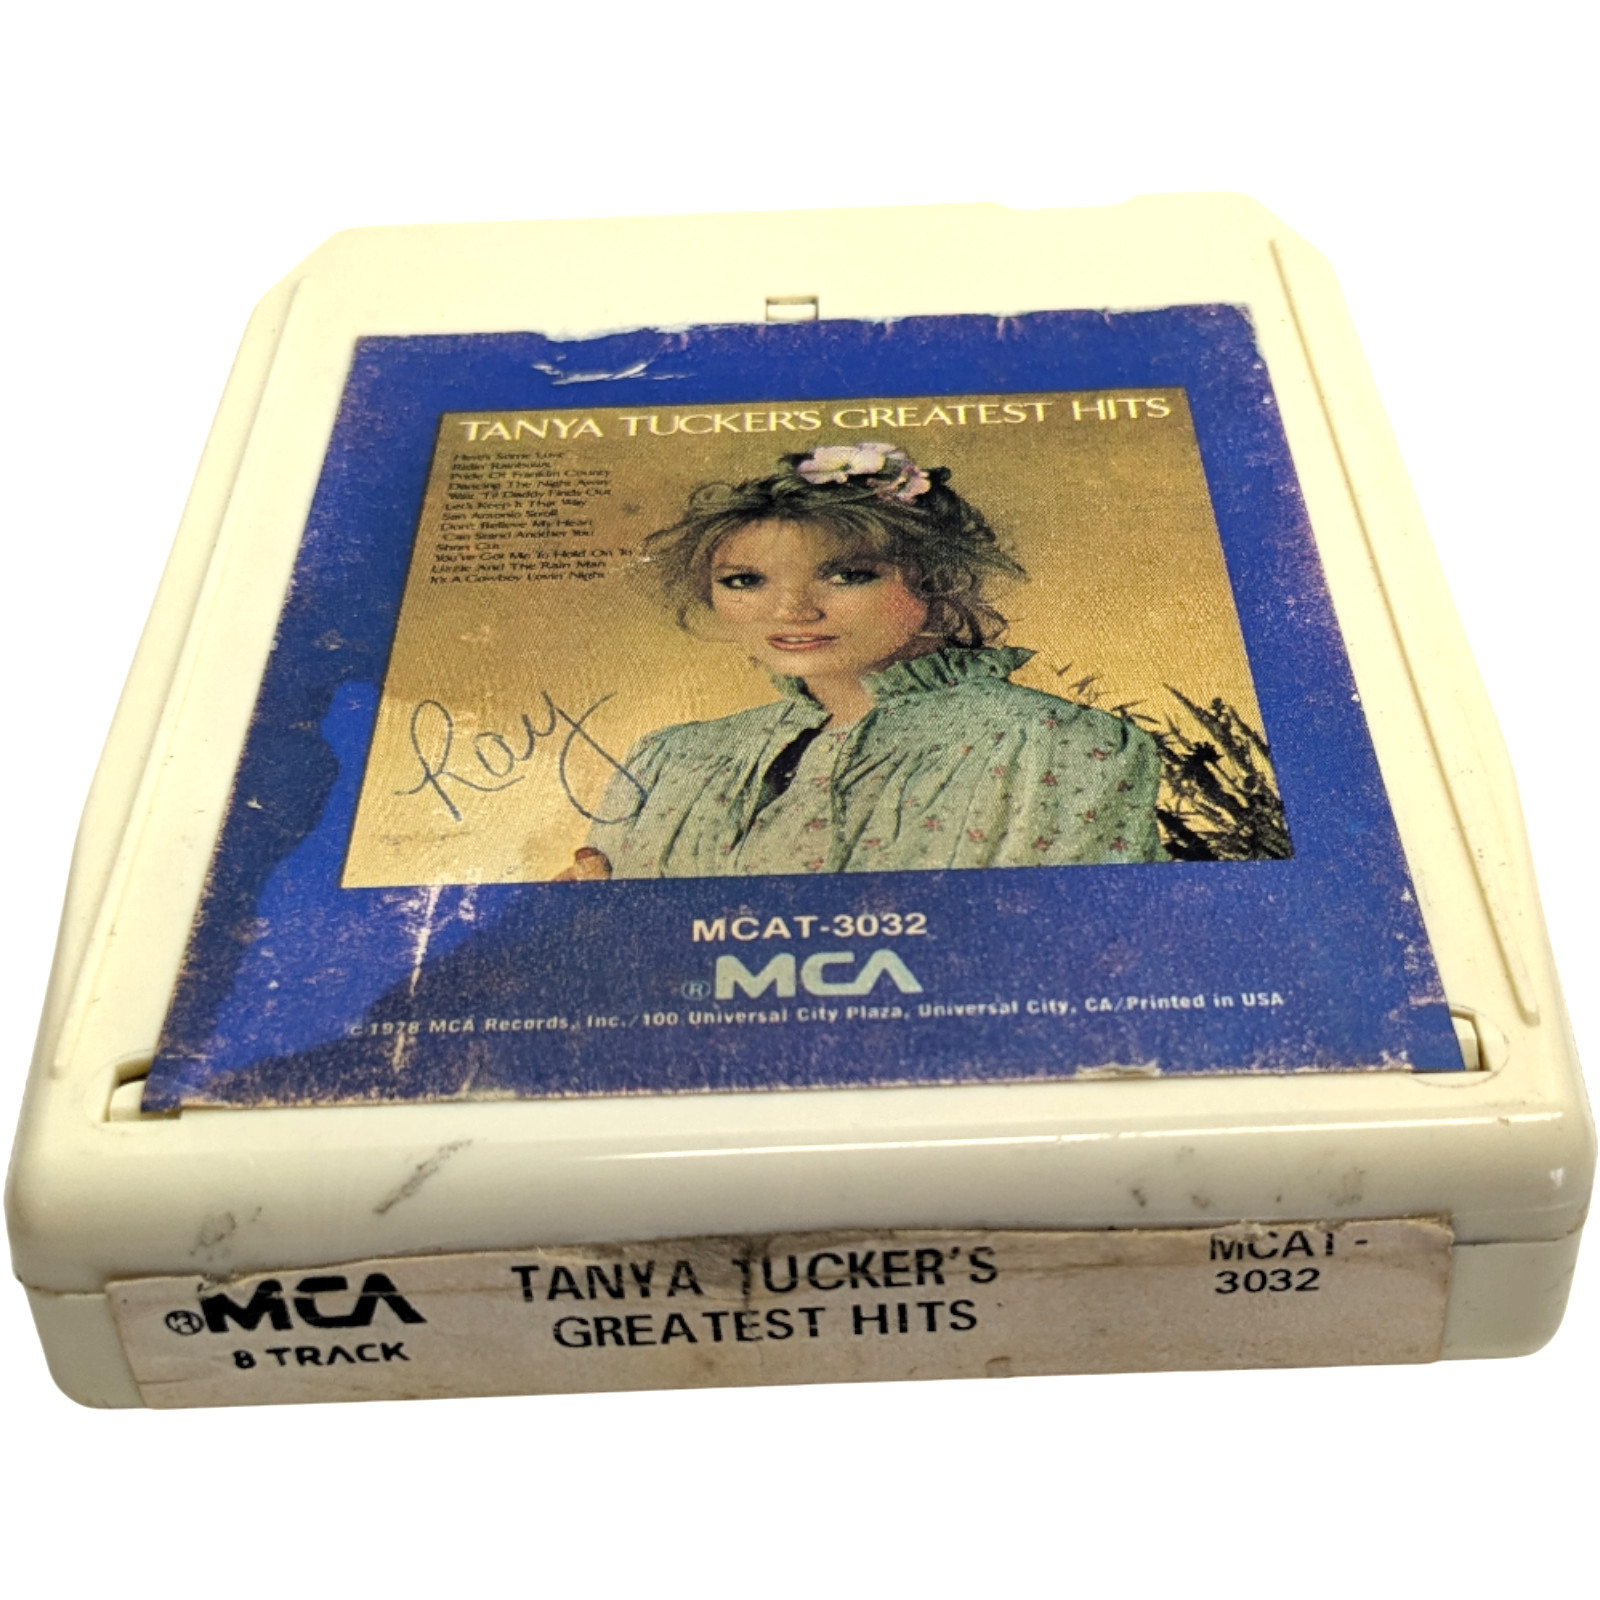 TANYA TUCKER'S GREATEST HITS
Here's Some Love
Ridin' Rainbows
Pride Of Franklin County
Dancing The Night Away
Wait 'Til Daddy Finds Out
Let's Keep It That Way
San Antonio Stroll
Don't Believe My Heart
Can Stand Another You
Short Cut
You've Got Me To Hold On To
Lizzie And The Rain Man
It's A Cowboy Lovin' Night
Ray
MCAT-3032
® MCA
c 1978 MCA Records, Inc./100 Universal City Plaza, Universal City, CA/Printed in USA
®MCA
8 TRACK
TANYA TUCKER'S
GREATEST HITS
MCAT-
3032